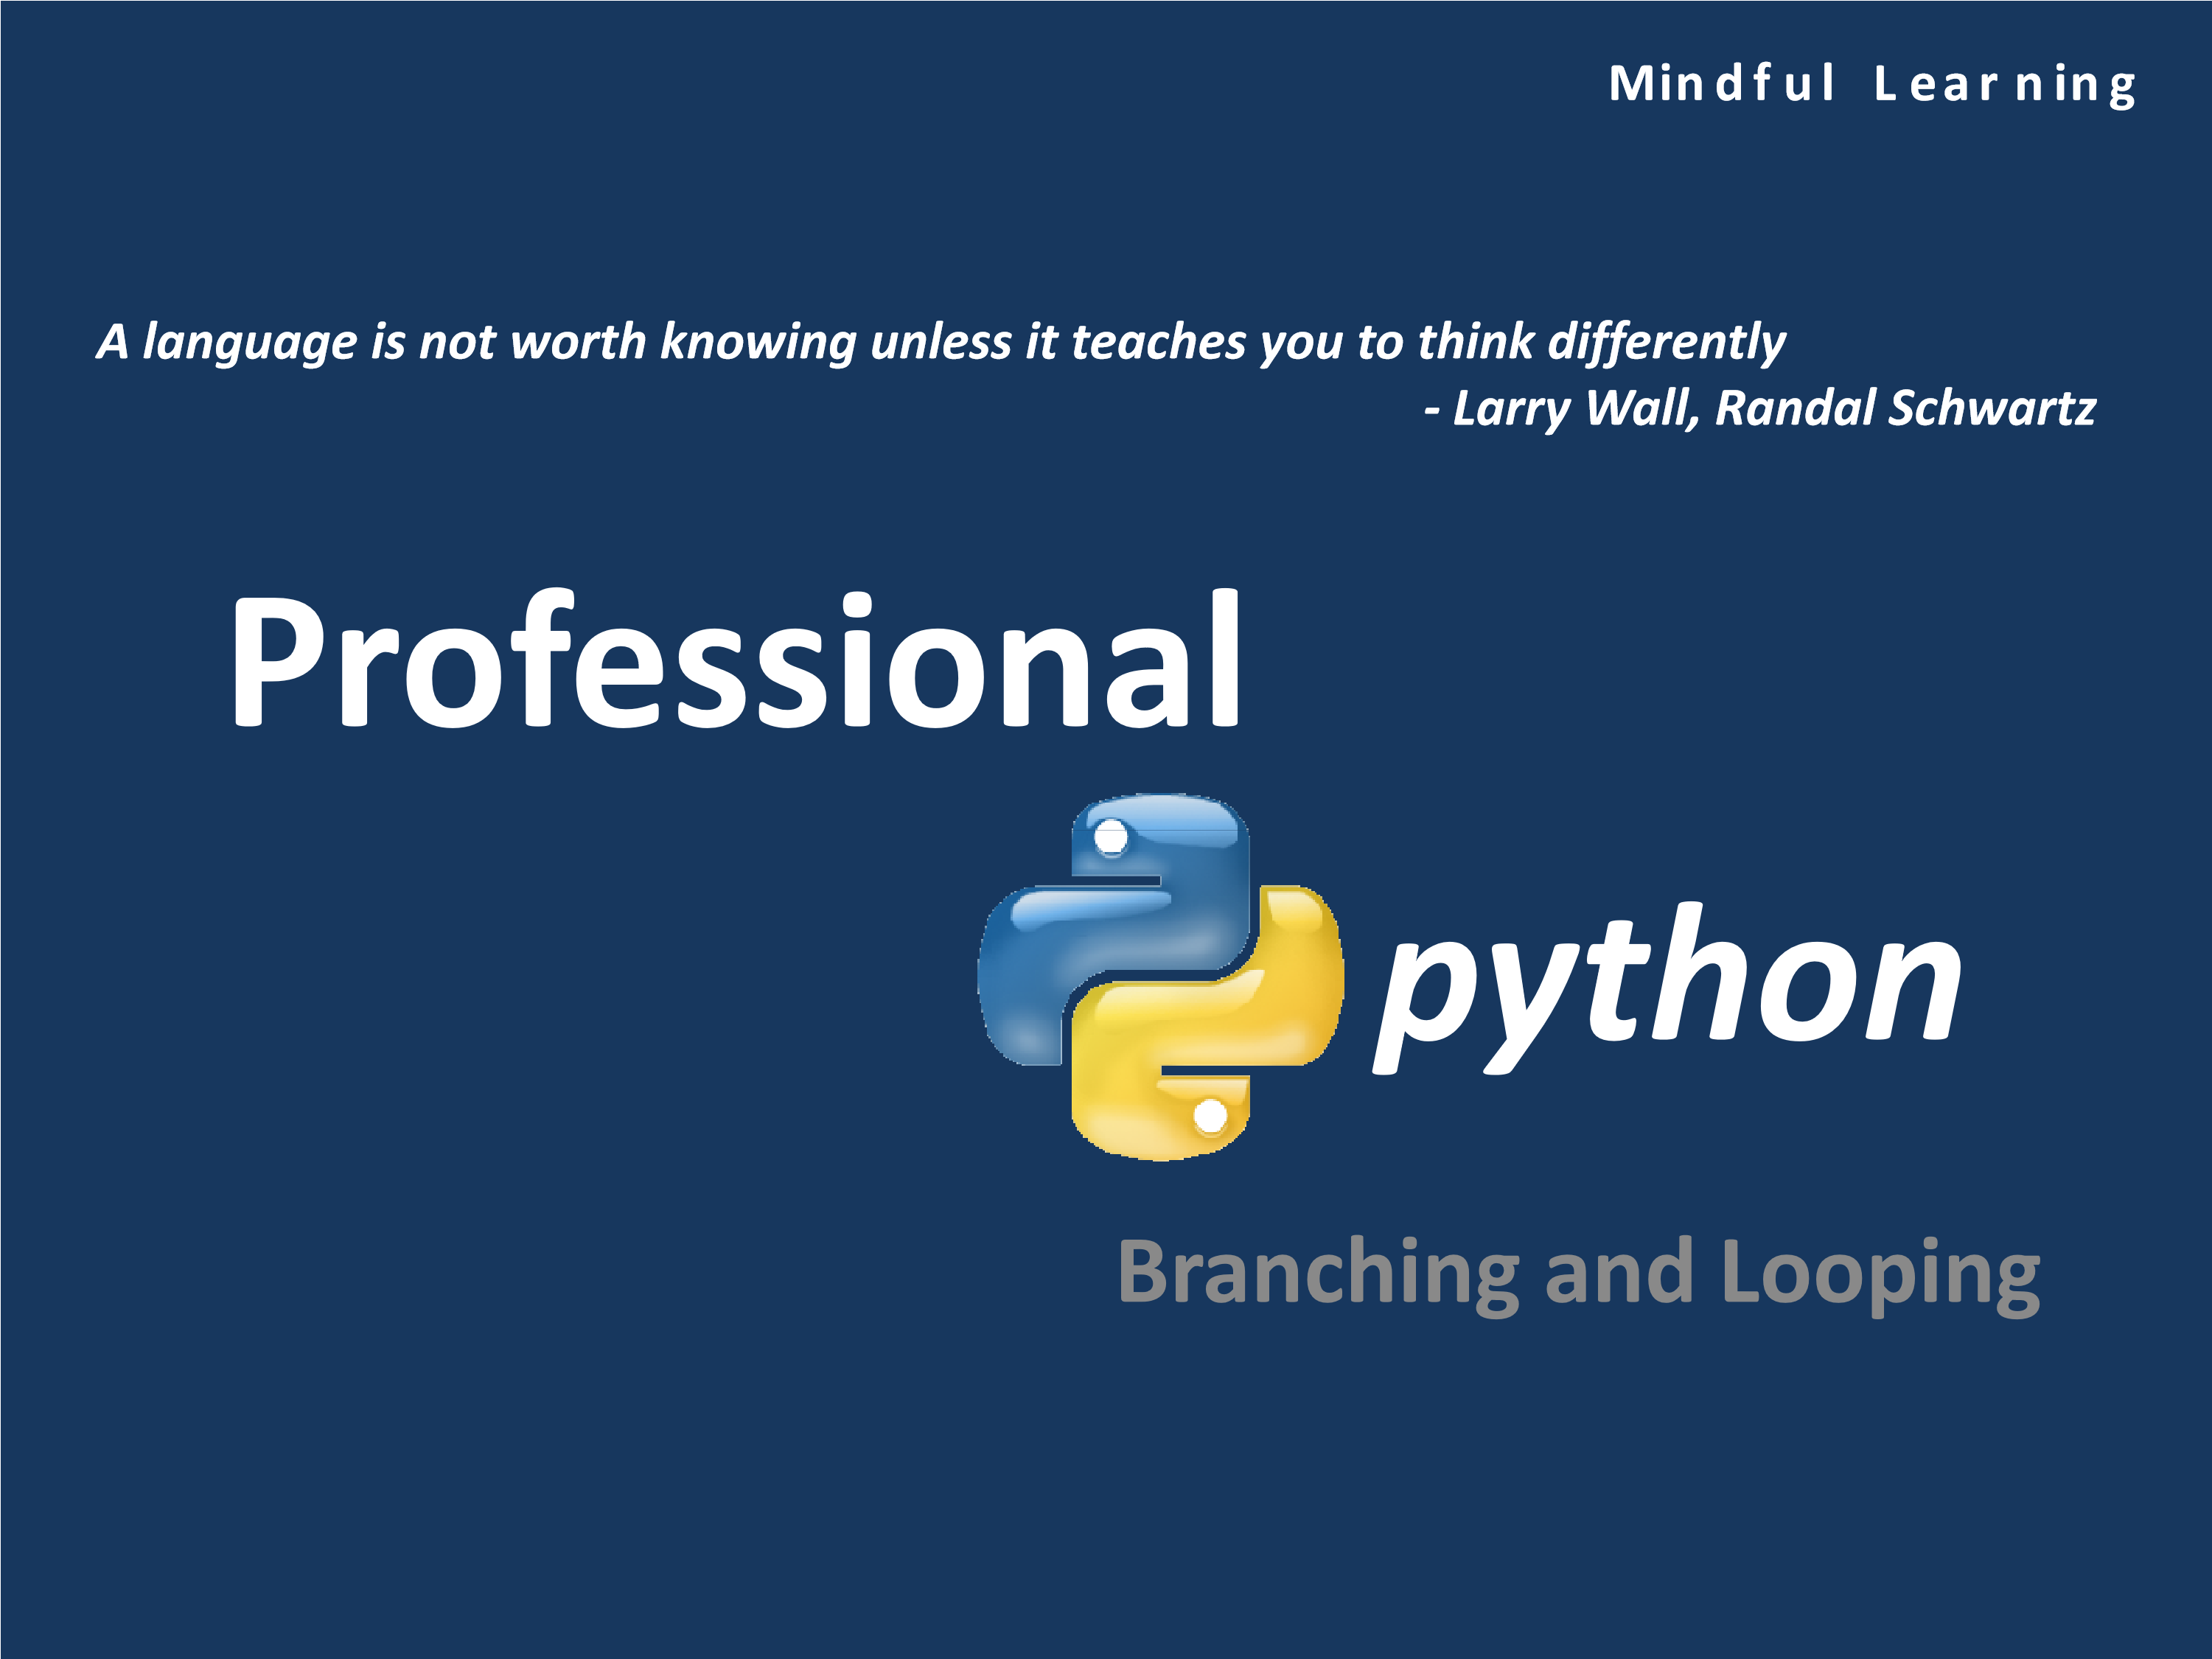 Mindful Learning
A language is not worth knowing unless it teaches you to think differently
- Larry Wall, Randal Schwartz
Professional
python
Branching and Looping